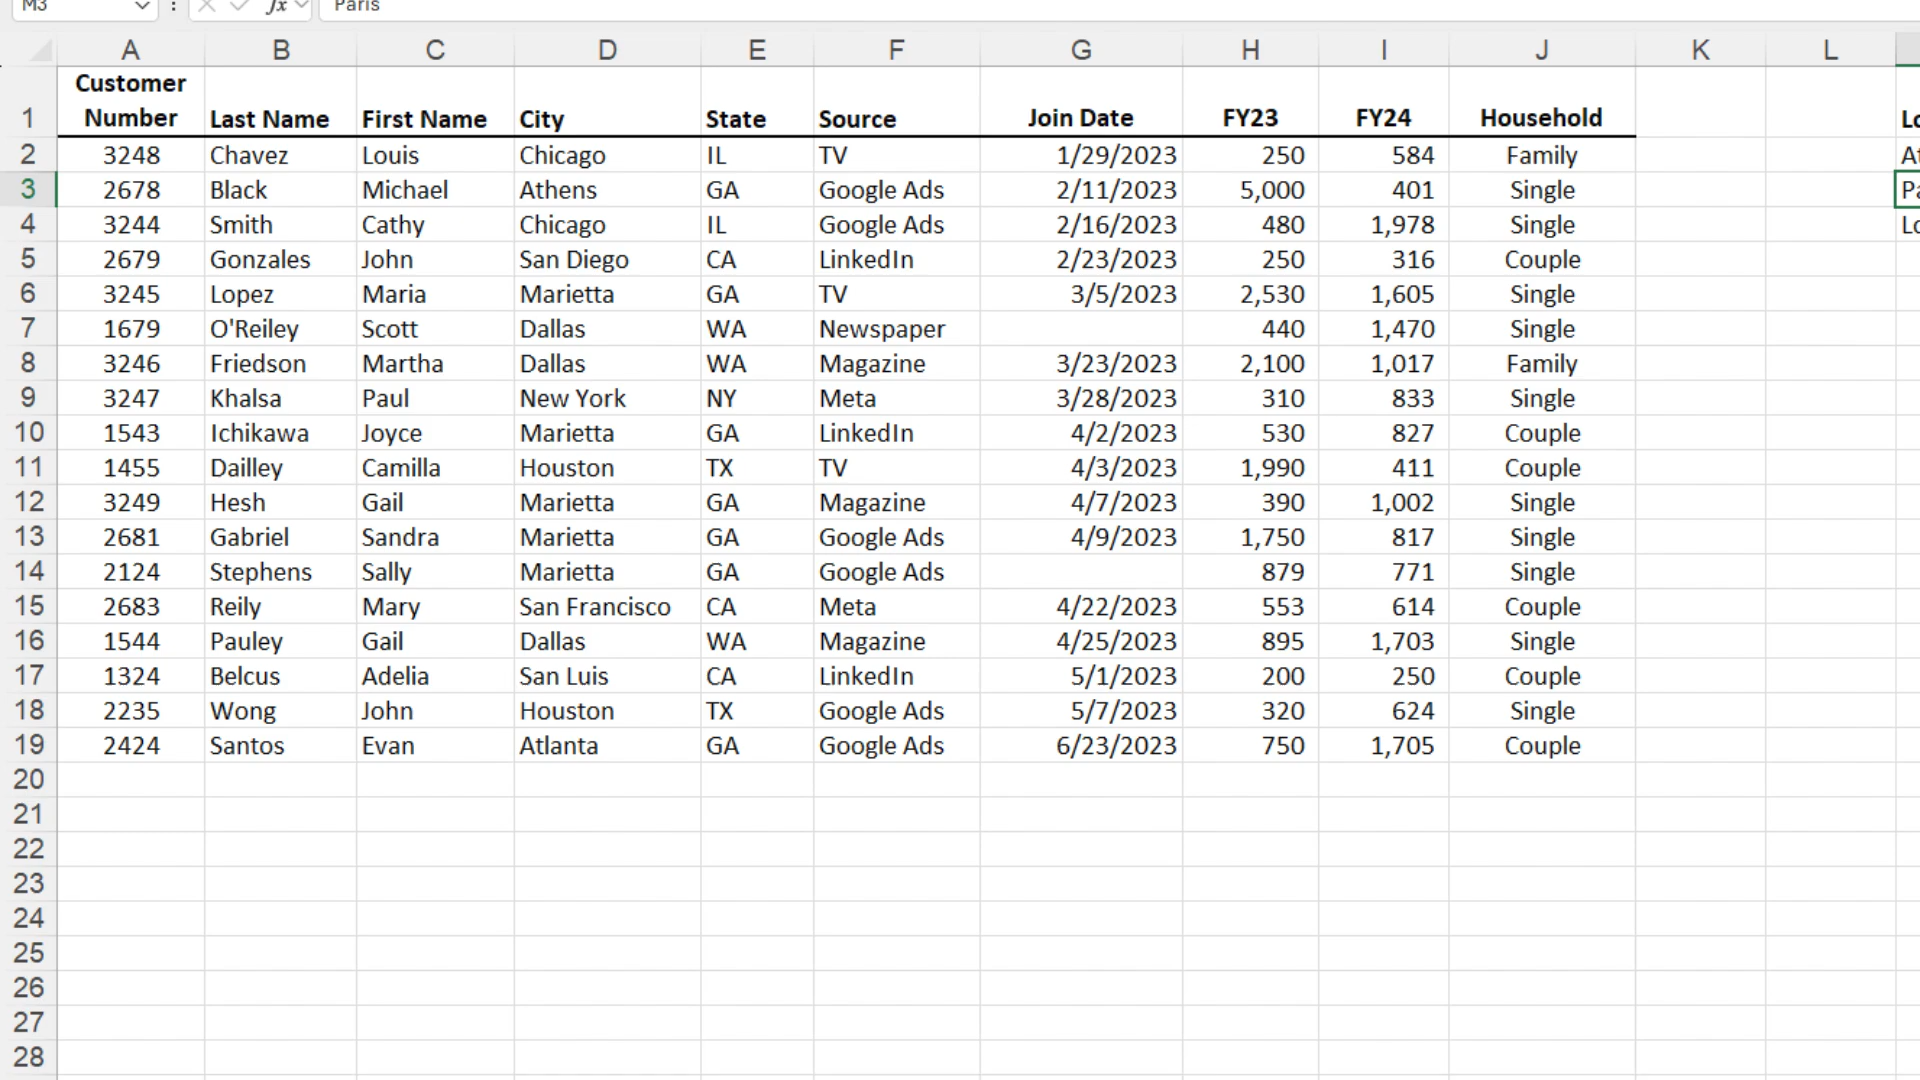 M3 fx Paris
A B C D E F G H I J K L
Customer
1 Number Last Name First Name City State Source Join Date FY23 FY24 Household
2 3248 Chavez Louis Chicago IL TV 1/29/2023 250 584 Family
3 2678 Black Michael Athens GA Google Ads 2/11/2023 5,000 401 Single
4 3244 Smith Cathy Chicago IL Google Ads 2/16/2023 480 1,978 Single
5 2679 Gonzales John San Diego CA LinkedIn 2/23/2023 250 316 Couple
6 3245 Lopez Maria Marietta GA TV 3/5/2023 2,530 1,605 Single
7 1679 O'Reiley Scott Dallas WA Newspaper 440 1,470 Single
8 3246 Friedson Martha Dallas WA Magazine 3/23/2023 2,100 1,017 Family
9 3247 Khalsa Paul New York NY Meta 3/28/2023 310 833 Single
10 1543 Ichikawa Joyce Marietta GA LinkedIn 4/2/2023 530 827 Couple
11 1455 Dailley Camilla Houston TX TV 4/3/2023 1,990 411 Couple
12 3249 Hesh Gail Marietta GA Magazine 4/7/2023 390 1,002 Single
13 2681 Gabriel Sandra Marietta GA Google Ads 4/9/2023 1,750 817 Single
14 2124 Stephens Sally Marietta GA Google Ads 879 771 Single
15 2683 Reily Mary San Francisco CA Meta 4/22/2023 553 614 Couple
16 1544 Pauley Gail Dallas WA Magazine 4/25/2023 895 1,703 Single
17 1324 Belcus Adelia San Luis CA LinkedIn 5/1/2023 200 250 Couple
18 2235 Wong John Houston TX Google Ads 5/7/2023 320 624 Single
19 2424 Santos Evan Atlanta GA Google Ads 6/23/2023 750 1,705 Couple
20
21
22
23
24
25
26
27
28